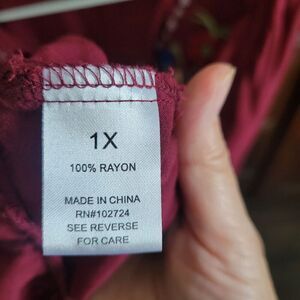 1X
100% RAYON
MADE IN CHINA
RN#102724
SEE REVERSE
FOR CARE